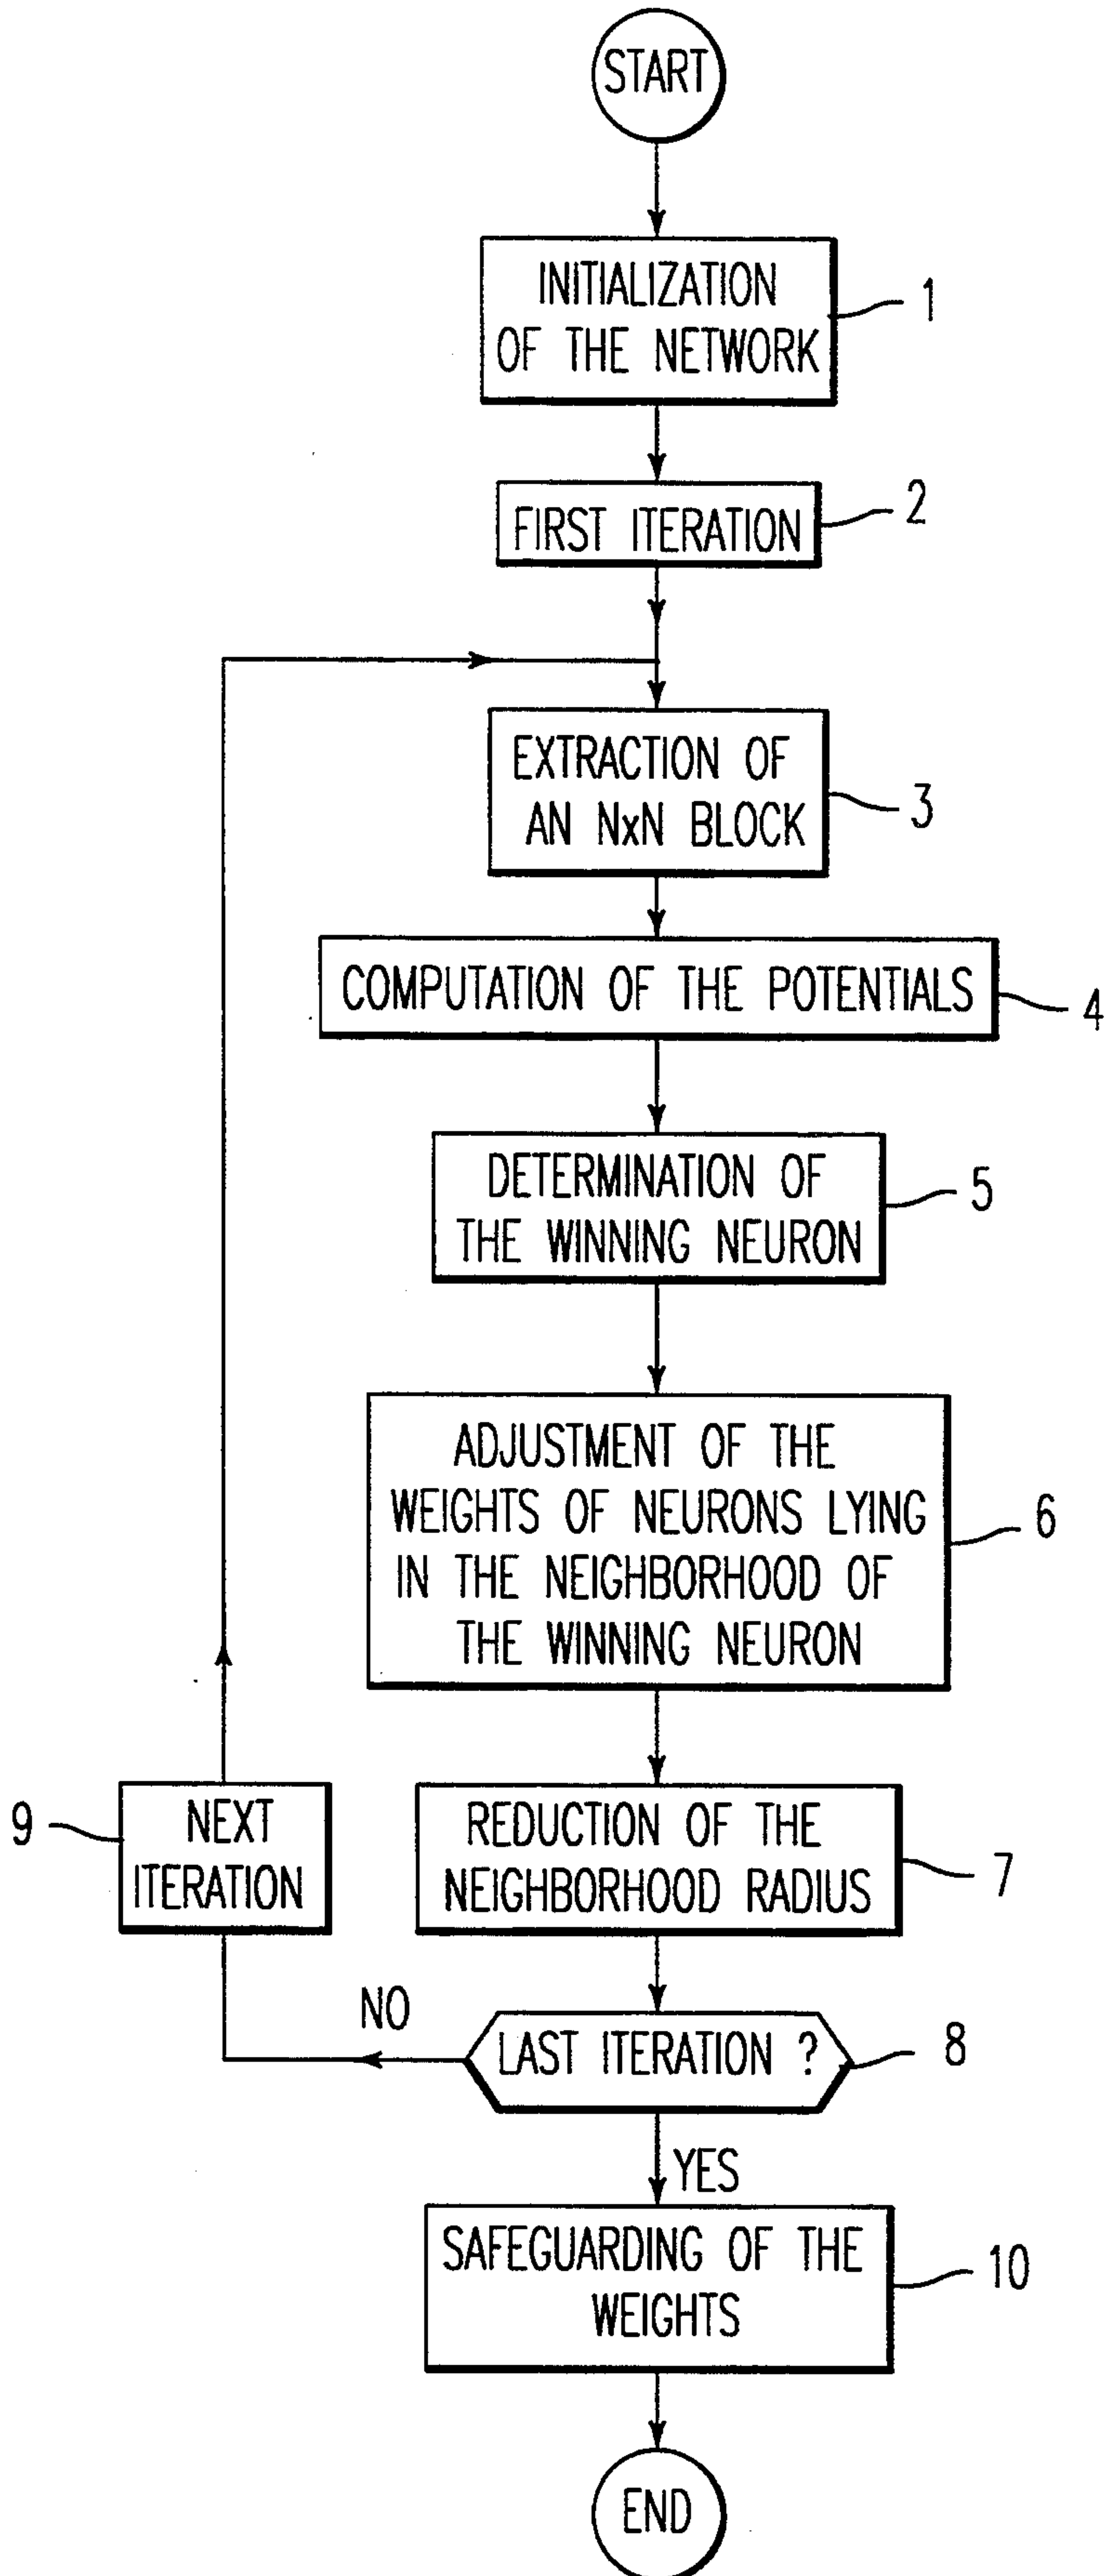 START
INITIALIZATION
OF THE NETWORK
1
FIRST ITERATION
2
EXTRACTION OF
AN NxN BLOCK
3
COMPUTATION OF THE POTENTIALS
4
DETERMINATION OF
THE WINNING NEURON
5
ADJUSTMENT OF THE
WEIGHTS OF NEURONS LYING
IN THE NEIGHBORHOOD OF
THE WINNING NEURON
6
REDUCTION OF THE
NEIGHBORHOOD RADIUS
7
LAST ITERATION ?
8
NO
9
NEXT
ITERATION
YES
SAFEGUARDING OF THE
WEIGHTS
10
END